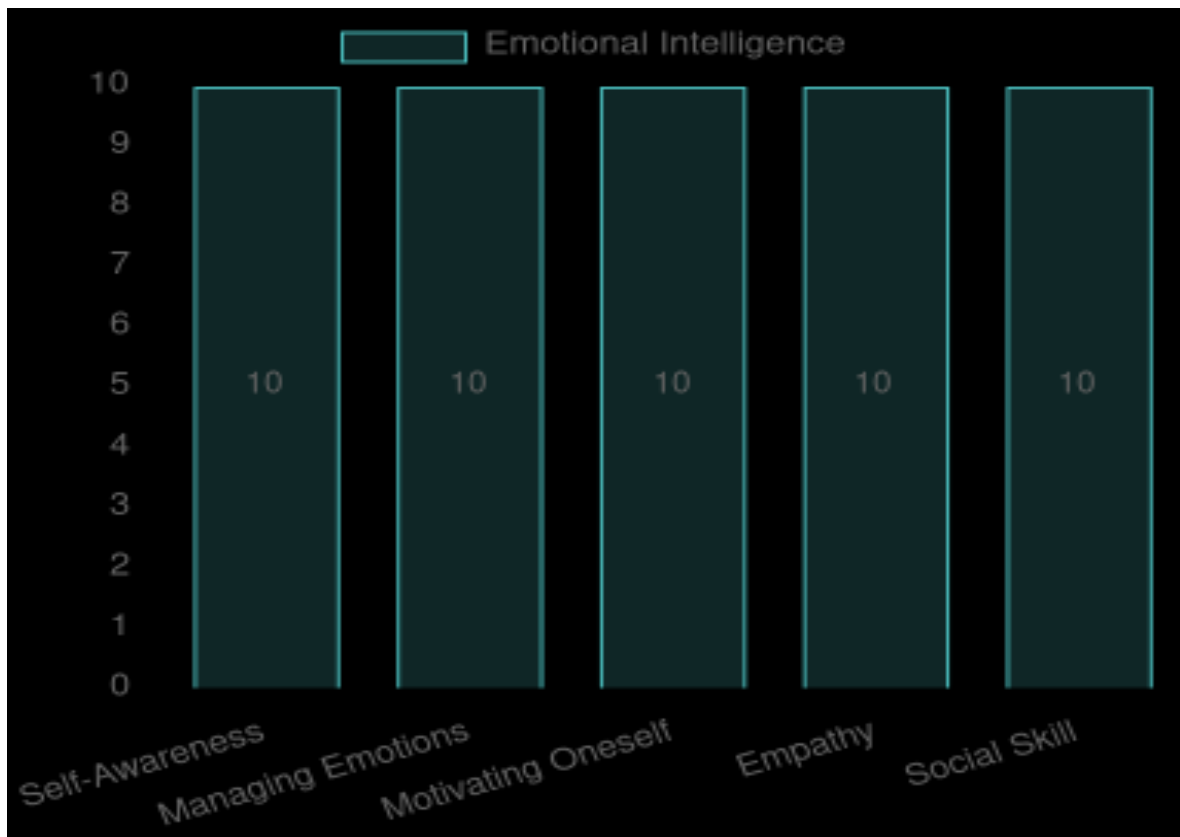 Emotional Intelligence
10
9
8
7
6
5
4
3
2
1
0
10 10 10 10 10
Self-Awareness
Managing Emotions
Motivating Oneself
Empathy
Social Skill